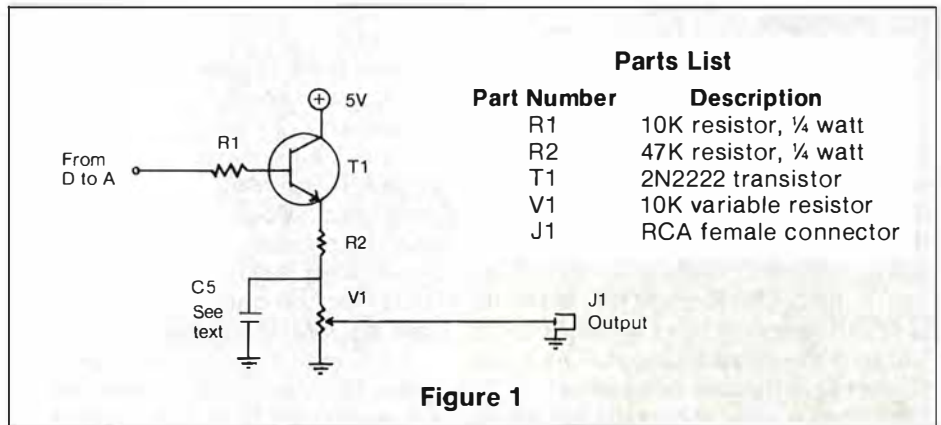 Parts List
Part Number Description
R1 10K resistor, ¼ watt
R2 47K resistor, ¼ watt
T1 2N2222 transistor
V1 10K variable resistor
J1 RCA female connector
+ 5V
R1
From
D to A
T1
R2
C5
See
text
V1
J1
Output
Figure 1